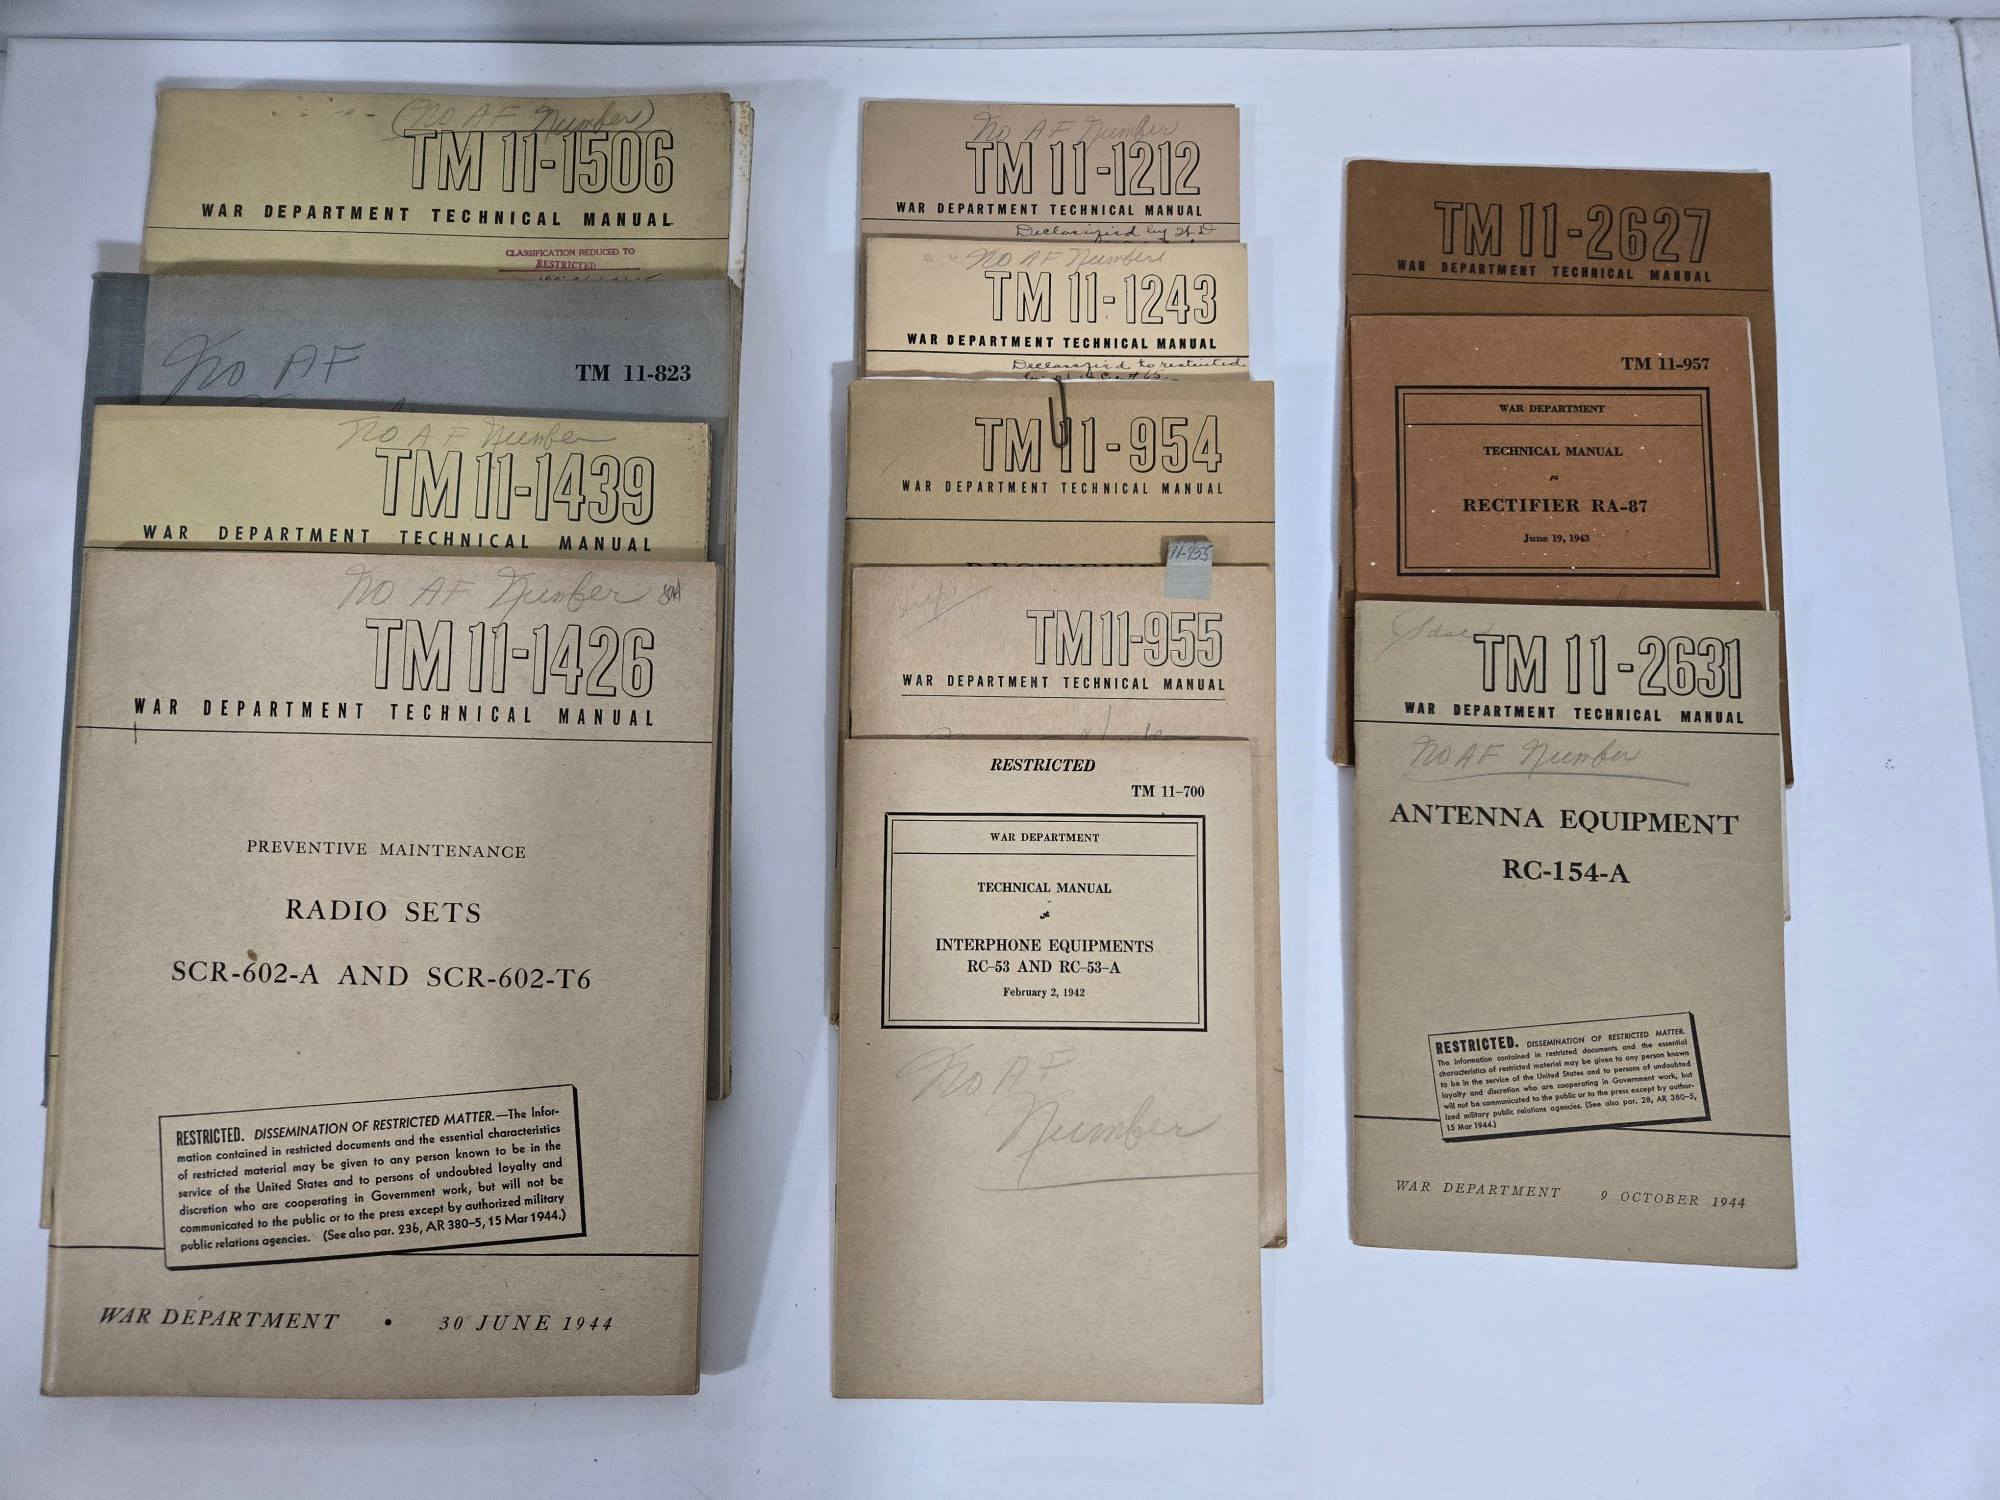 (No AF Number)
TM 11-1506
WAR DEPARTMENT TECHNICAL MANUAL
CLASSIFICATION REDUCED TO
RESTRICTED
No AF
TM 11-823
No AF Number
TM 11-1439
WAR DEPARTMENT TECHNICAL MANUAL
No AF Number
TM 11-1426
WAR DEPARTMENT TECHNICAL MANUAL
PREVENTIVE MAINTENANCE
RADIO SETS
SCR-602-A AND SCR-602-T6
RESTRICTED. DISSEMINATION OF RESTRICTED MATTER.—The Infor-
mation contained in restricted documents and the essential characteristics
of restricted material may be given to any person known to be in the
service of the United States and to persons of undoubted loyalty and
discretion who are cooperating in Government work, but will not be
communicated to the public or to the press except by authorized military
public relations agencies. (See also par. 23b, AR 380-5, 15 Mar 1944.)
WAR DEPARTMENT • 30 JUNE 1944
No AF Number
TM 11-1212
WAR DEPARTMENT TECHNICAL MANUAL
Declassified by
No AF Number
TM 11-1243
WAR DEPARTMENT TECHNICAL MANUAL
Declassified to restricted
TM 11-954
WAR DEPARTMENT TECHNICAL MANUAL
11-955
TM 11-955
WAR DEPARTMENT TECHNICAL MANUAL
RESTRICTED
TM 11-700
WAR DEPARTMENT
TECHNICAL MANUAL
INTERPHONE EQUIPMENTS
RC-53 AND RC-53-A
February 2, 1942
No AF
Number
TM 11-2627
WAR DEPARTMENT TECHNICAL MANUAL
TM 11-957
WAR DEPARTMENT
TECHNICAL MANUAL
RECTIFIER RA-87
June 19, 1943
TM 11-2631
WAR DEPARTMENT TECHNICAL MANUAL
No AF Number
ANTENNA EQUIPMENT
RC-154-A
RESTRICTED. DISSEMINATION OF RESTRICTED MATTER.
The information contained in restricted documents and the essential
characteristics of restricted materiel may be given to any person known
to be in the service of the United States and to persons of undoubted
loyalty and discretion who are cooperating in Government work, but
will not be communicated to the public or to the press except by author-
ized military public relations agencies. (See also par. 28, AR 380-5,
15 Mar 1944.)
WAR DEPARTMENT 9 OCTOBER 1944